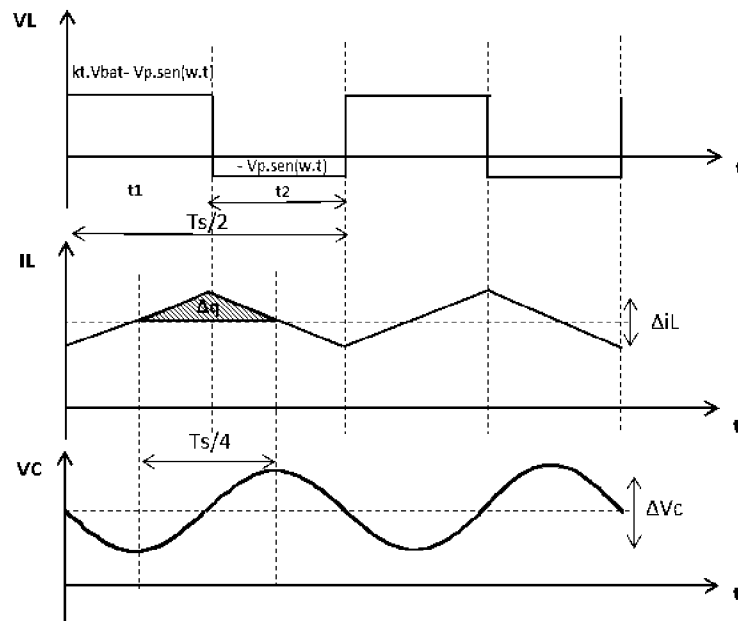 VL
kt.Vbat- Vp.sen(w.t)
- Vp.sen(w.t)
t
t1
t2
Ts/2
IL
Δq
ΔiL
t
Ts/4
VC
ΔVc
t